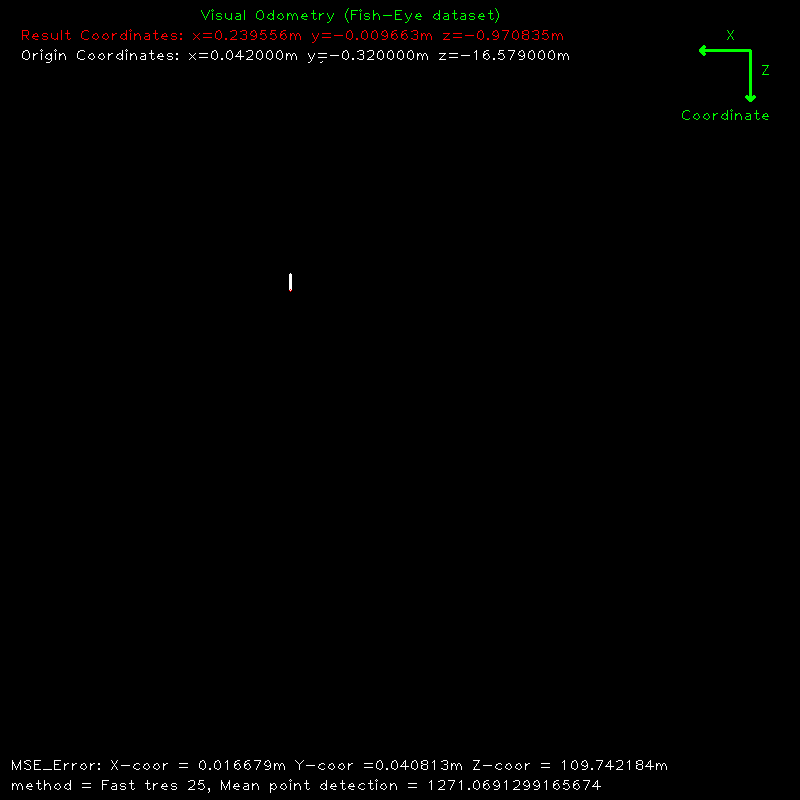 Visual Odometry (Fish-Eye dataset)
Result Coordinates: x=0.239556m y=-0.009663m z=-0.970835m
Origin Coordinates: x=0.042000m y=-0.320000m z=-16.579000m
X
Z
Coordinate
MSE_Error: X-coor = 0.016679m Y-coor =0.040813m Z-coor = 109.742184m
method = Fast tres 25, Mean point detection = 1271.0691299165674